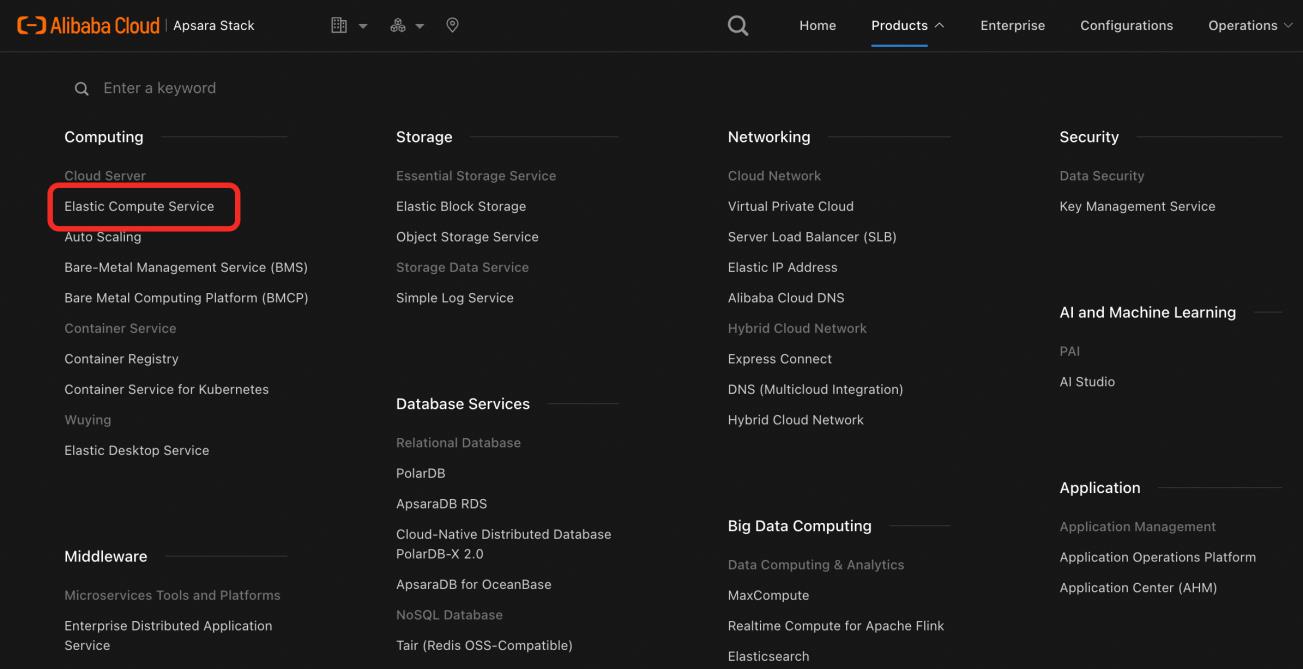 Alibaba Cloud | Apsara Stack
Home
Products
Enterprise
Configurations
Operations
Enter a keyword
Computing
Cloud Server
Elastic Compute Service
Auto Scaling
Bare-Metal Management Service (BMS)
Bare Metal Computing Platform (BMCP)
Container Service
Container Registry
Container Service for Kubernetes
Wuying
Elastic Desktop Service
Middleware
Microservices Tools and Platforms
Enterprise Distributed Application
Service
Storage
Essential Storage Service
Elastic Block Storage
Object Storage Service
Storage Data Service
Simple Log Service
Database Services
Relational Database
PolarDB
ApsaraDB RDS
Cloud-Native Distributed Database
PolarDB-X 2.0
ApsaraDB for OceanBase
NoSQL Database
Tair (Redis OSS-Compatible)
Networking
Cloud Network
Virtual Private Cloud
Server Load Balancer (SLB)
Elastic IP Address
Alibaba Cloud DNS
Hybrid Cloud Network
Express Connect
DNS (Multicloud Integration)
Hybrid Cloud Network
Big Data Computing
Data Computing & Analytics
MaxCompute
Realtime Compute for Apache Flink
Elasticsearch
Security
Data Security
Key Management Service
AI and Machine Learning
PAI
AI Studio
Application
Application Management
Application Operations Platform
Application Center (AHM)